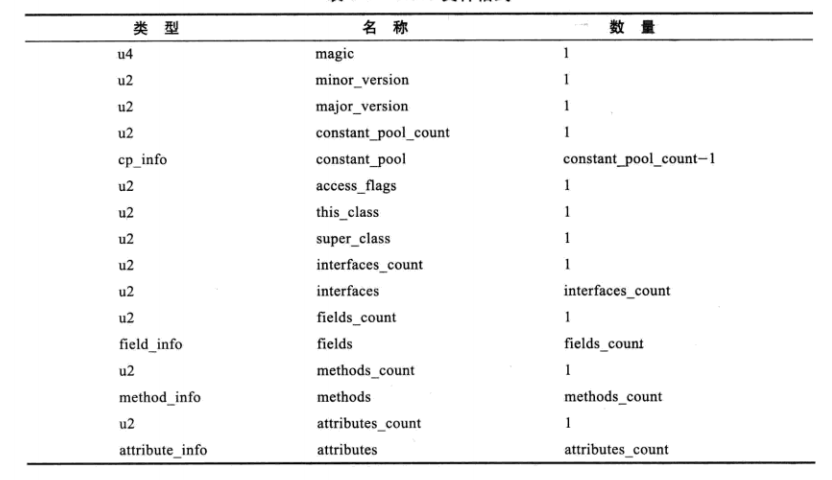 类 型 名 称 数 量
u4 magic 1
u2 minor_version 1
u2 major_version 1
u2 constant_pool_count 1
cp_info constant_pool constant_pool_count−1
u2 access_flags 1
u2 this_class 1
u2 super_class 1
u2 interfaces_count 1
u2 interfaces interfaces_count
u2 fields_count 1
field_info fields fields_count
u2 methods_count 1
method_info methods methods_count
u2 attributes_count 1
attribute_info attributes attributes_count